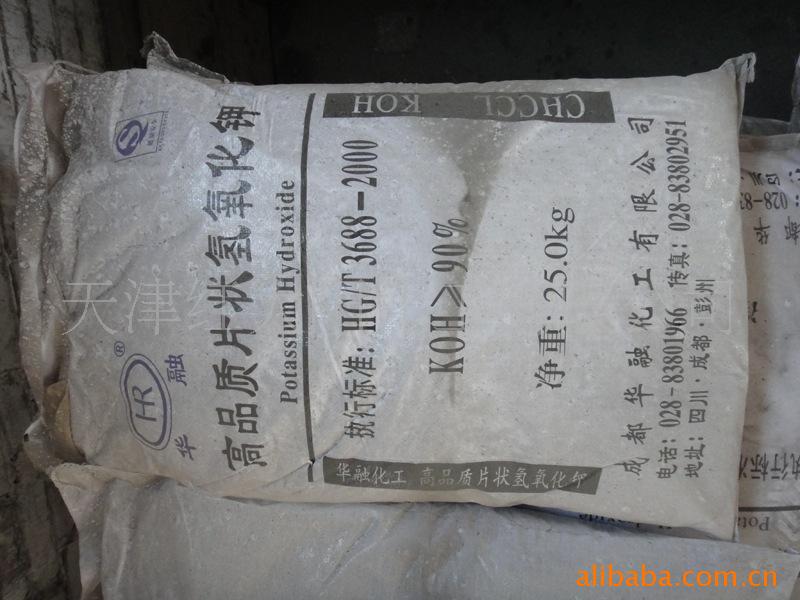 HR
®
华融
高品质片状氢氧化钾
Potassium Hydroxide
CHCCL KOH
执行标准: HG/T 3688-2000
KOH≥90%
净重: 25.0kg
华融化工 高品质片状氢氧化钾
成都华融化工有限公司
电话:028-83801966 传真:028-83802951
地址: 四川·成都·彭州
天津
alibaba.com.cn